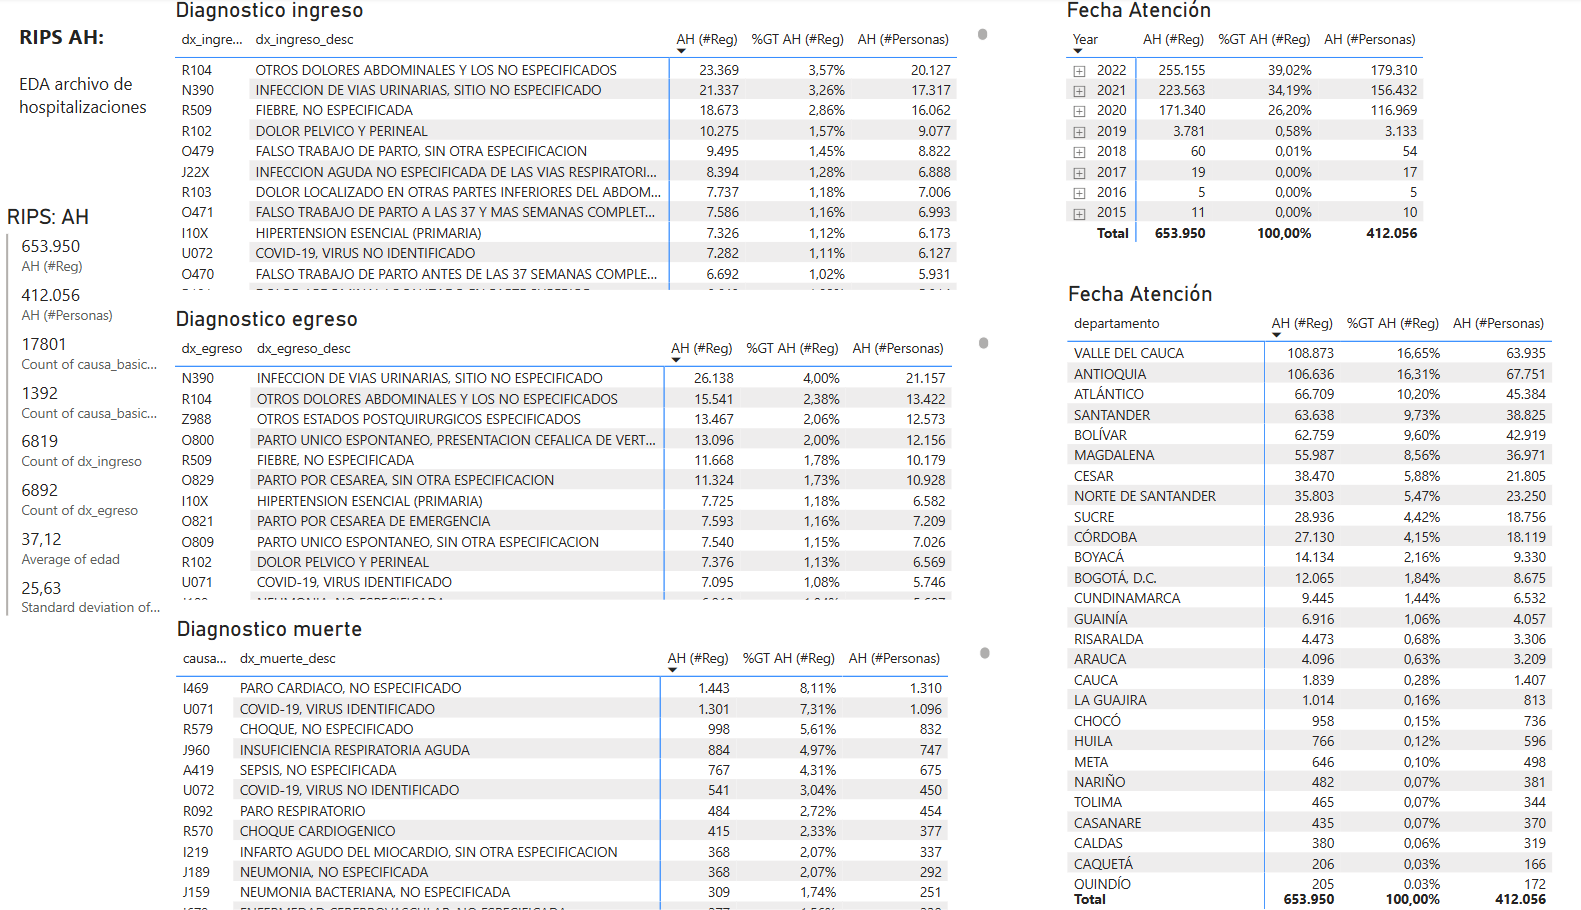 RIPS AH:
EDA archivo de
hospitalizaciones
RIPS: AH
653.950
AH (#Reg)
412.056
AH (#Personas)
17801
Count of causa_basic...
1392
Count of causa_basic...
6819
Count of dx_ingreso
6892
Count of dx_egreso
37,12
Average of edad
25,63
Standard deviation of...
Diagnostico ingreso
dx_ingre... dx_ingreso_desc AH (#Reg) %GT AH (#Reg) AH (#Personas)
R104 OTROS DOLORES ABDOMINALES Y LOS NO ESPECIFICADOS 23.369 3,57% 20.127
N390 INFECCION DE VIAS URINARIAS, SITIO NO ESPECIFICADO 21.337 3,26% 17.317
R509 FIEBRE, NO ESPECIFICADA 18.673 2,86% 16.062
R102 DOLOR PELVICO Y PERINEAL 10.275 1,57% 9.077
O479 FALSO TRABAJO DE PARTO, SIN OTRA ESPECIFICACION 9.495 1,45% 8.822
J22X INFECCION AGUDA NO ESPECIFICADA DE LAS VIAS RESPIRATORI... 8.394 1,28% 6.888
R103 DOLOR LOCALIZADO EN OTRAS PARTES INFERIORES DEL ABDOM... 7.737 1,18% 7.006
O471 FALSO TRABAJO DE PARTO A LAS 37 Y MAS SEMANAS COMPLET... 7.586 1,16% 6.993
I10X HIPERTENSION ESENCIAL (PRIMARIA) 7.326 1,12% 6.173
U072 COVID-19, VIRUS NO IDENTIFICADO 7.282 1,11% 6.127
O470 FALSO TRABAJO DE PARTO ANTES DE LAS 37 SEMANAS COMPLE... 6.692 1,02% 5.931
Diagnostico egreso
dx_egreso dx_egreso_desc AH (#Reg) %GT AH (#Reg) AH (#Personas)
N390 INFECCION DE VIAS URINARIAS, SITIO NO ESPECIFICADO 26.138 4,00% 21.157
R104 OTROS DOLORES ABDOMINALES Y LOS NO ESPECIFICADOS 15.541 2,38% 13.422
Z988 OTROS ESTADOS POSTQUIRURGICOS ESPECIFICADOS 13.467 2,06% 12.573
O800 PARTO UNICO ESPONTANEO, PRESENTACION CEFALICA DE VERT... 13.096 2,00% 12.156
R509 FIEBRE, NO ESPECIFICADA 11.668 1,78% 10.179
O829 PARTO POR CESAREA, SIN OTRA ESPECIFICACION 11.324 1,73% 10.928
I10X HIPERTENSION ESENCIAL (PRIMARIA) 7.725 1,18% 6.582
O821 PARTO POR CESAREA DE EMERGENCIA 7.593 1,16% 7.209
O809 PARTO UNICO ESPONTANEO, SIN OTRA ESPECIFICACION 7.540 1,15% 7.026
R102 DOLOR PELVICO Y PERINEAL 7.376 1,13% 6.569
U071 COVID-19, VIRUS IDENTIFICADO 7.095 1,08% 5.746
Diagnostico muerte
causa... dx_muerte_desc AH (#Reg) %GT AH (#Reg) AH (#Personas)
I469 PARO CARDIACO, NO ESPECIFICADO 1.443 8,11% 1.310
U071 COVID-19, VIRUS IDENTIFICADO 1.301 7,31% 1.096
R579 CHOQUE, NO ESPECIFICADO 998 5,61% 832
J960 INSUFICIENCIA RESPIRATORIA AGUDA 884 4,97% 747
A419 SEPSIS, NO ESPECIFICADA 767 4,31% 675
U072 COVID-19, VIRUS NO IDENTIFICADO 541 3,04% 450
R092 PARO RESPIRATORIO 484 2,72% 454
R570 CHOQUE CARDIOGENICO 415 2,33% 377
I219 INFARTO AGUDO DEL MIOCARDIO, SIN OTRA ESPECIFICACION 368 2,07% 337
J189 NEUMONIA, NO ESPECIFICADA 368 2,07% 292
J159 NEUMONIA BACTERIANA, NO ESPECIFICADA 309 1,74% 251
Fecha Atención
Year AH (#Reg) %GT AH (#Reg) AH (#Personas)
2022 255.155 39,02% 179.310
2021 223.563 34,19% 156.432
2020 171.340 26,20% 116.969
2019 3.781 0,58% 3.133
2018 60 0,01% 54
2017 19 0,00% 17
2016 5 0,00% 5
2015 11 0,00% 10
Total 653.950 100,00% 412.056
Fecha Atención
departamento AH (#Reg) %GT AH (#Reg) AH (#Personas)
VALLE DEL CAUCA 108.873 16,65% 63.935
ANTIOQUIA 106.636 16,31% 67.751
ATLÁNTICO 66.709 10,20% 45.384
SANTANDER 63.638 9,73% 38.825
BOLÍVAR 62.759 9,60% 42.919
MAGDALENA 55.987 8,56% 36.971
CESAR 38.470 5,88% 21.805
NORTE DE SANTANDER 35.803 5,47% 23.250
SUCRE 28.936 4,42% 18.756
CÓRDOBA 27.130 4,15% 18.119
BOYACÁ 14.134 2,16% 9.330
BOGOTÁ, D.C. 12.065 1,84% 8.675
CUNDINAMARCA 9.445 1,44% 6.532
GUAINÍA 6.916 1,06% 4.057
RISARALDA 4.473 0,68% 3.306
ARAUCA 4.096 0,63% 3.209
CAUCA 1.839 0,28% 1.407
LA GUAJIRA 1.014 0,16% 813
CHOCÓ 958 0,15% 736
HUILA 766 0,12% 596
META 646 0,10% 498
NARIÑO 482 0,07% 381
TOLIMA 465 0,07% 344
CASANARE 435 0,07% 370
CALDAS 380 0,06% 319
CAQUETÁ 206 0,03% 166
QUINDÍO 205 0,03% 172
Total 653.950 100,00% 412.056